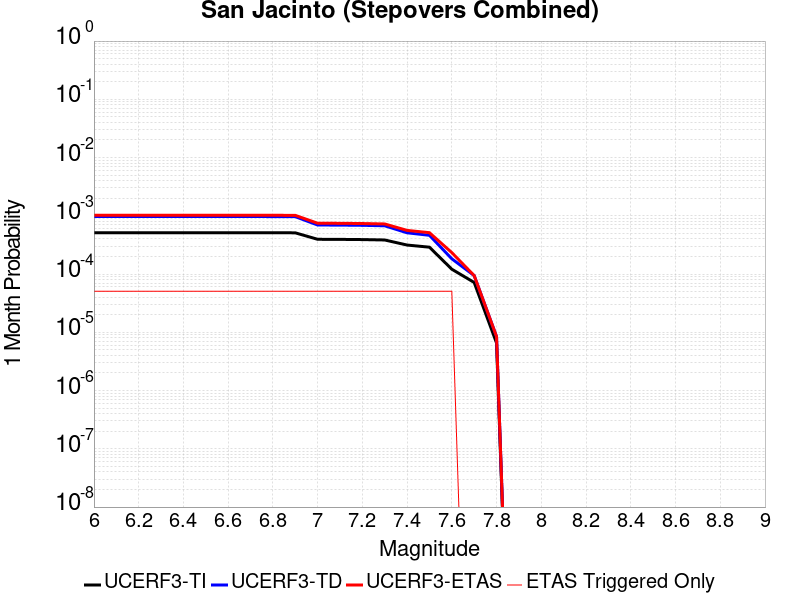 San Jacinto (Stepovers Combined)
10^0
10^-1
10^-2
10^-3
10^-4
10^-5
10^-6
10^-7
10^-8
1 Month Probability
6 6.2 6.4 6.6 6.8 7 7.2 7.4 7.6 7.8 8 8.2 8.4 8.6 8.8 9
Magnitude
UCERF3-TI UCERF3-TD UCERF3-ETAS ETAS Triggered Only